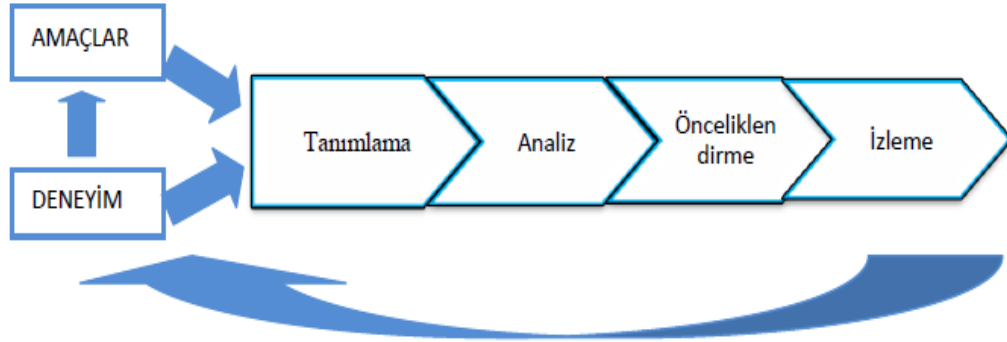 AMAÇLAR
DENEYİM
Tanımlama
Analiz
Önceliklen
dirme
İzleme